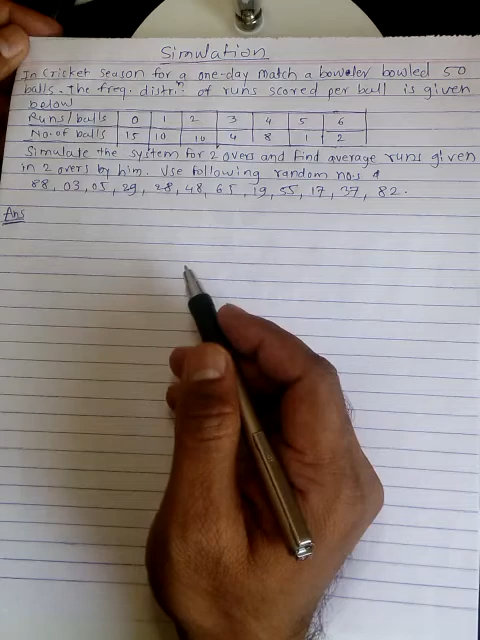 Simulation
In Cricket season for a one-day match a bowler bowled 50
balls. The freq. distri. of runs scored per ball is given
below
Runs/balls 0 1 2 3 4 5 6
No. of balls 15 10 10 4 8 1 2
Simulate the system for 2 overs and find average runs given
in 2 overs by him. Use following random nos
88, 03, 05, 29, 28, 48, 65, 19, 55, 17, 37, 82.
Ans